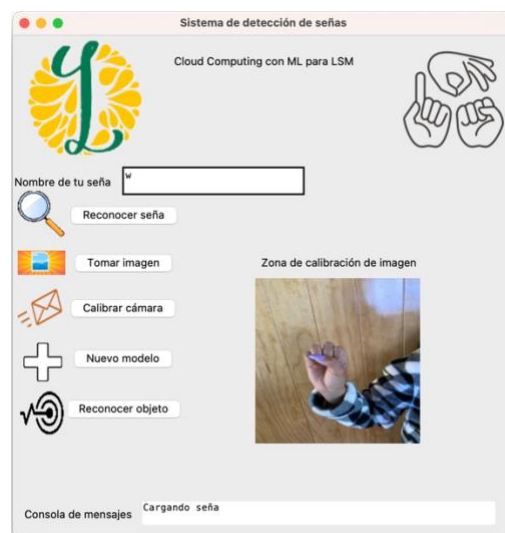 Sistema de detección de señas
Cloud Computing con ML para LSM
Nombre de tu seña
w
Reconocer seña
Tomar imagen
Zona de calibración de imagen
Calibrar cámara
Nuevo modelo
Reconocer objeto
Consola de mensajes
Cargando seña